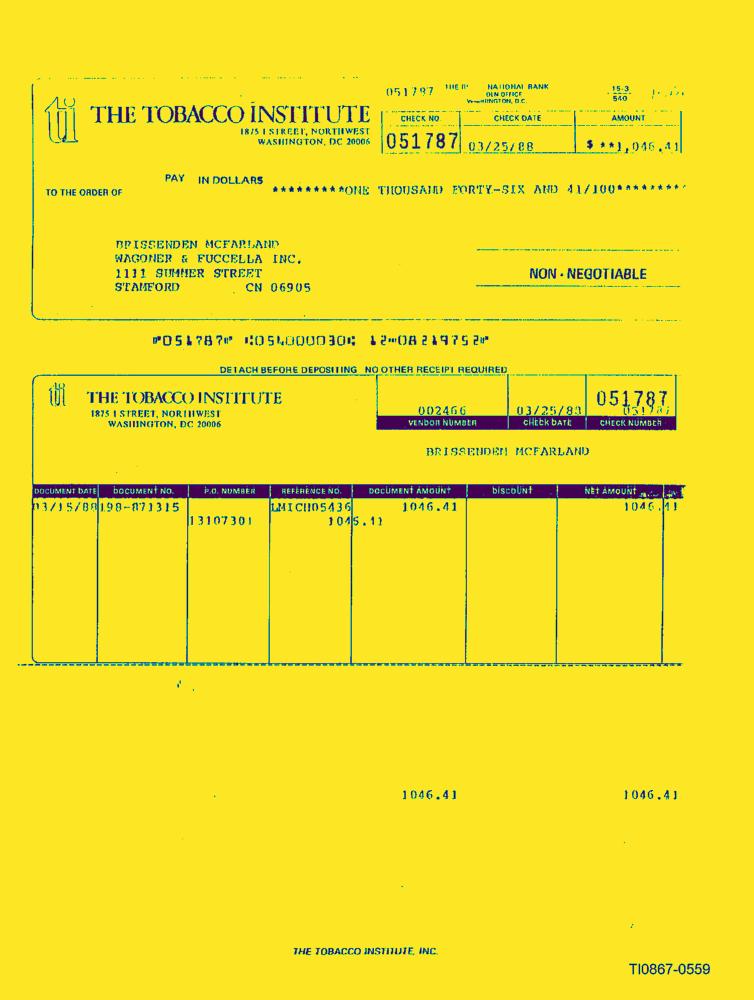 051787 NATIONAL BANK 15-3
OFFICE 540
WASHINGTON, D.C.
tji THE TOBACCO INSTITUTE
1875 I STREET, NORTHWEST
WASHINGTON, DC 20006
CHECK NO. CHECK DATE AMOUNT
051787 03/25/88 $ **1,046.41
PAY IN DOLLARS *********ONE THOUSAND FORTY-SIX AND 41/100*********
TO THE ORDER OF
BRISSENDEN MCFARLAND
WAGONER & FUCCELLA INC.
1111 SUMMER STREET
STAMFORD CN 06905
NON-NEGOTIABLE
⑈051787⑈ ⑆054000030⑆ 12⑉08219752⑈
DETACH BEFORE DEPOSITING NO OTHER RECEIPT REQUIRED
tji THE TOBACCO INSTITUTE
1875 I STREET, NORTHWEST
WASHINGTON, DC 20006
051787
002466 03/25/88 051787
VENDOR NUMBER CHECK DATE CHECK NUMBER
BRISSENDEN MCFARLAND
DOCUMENT DATE DOCUMENT NO. P.O. NUMBER REFERENCE NO. DOCUMENT AMOUNT DISCOUNT NET AMOUNT
03/15/88 198-871315 LMICH05436 1046.41 1046.41
13107301 1046.41
1046.41 1046.41
THE TOBACCO INSTITUTE, INC.
TI0867-0559